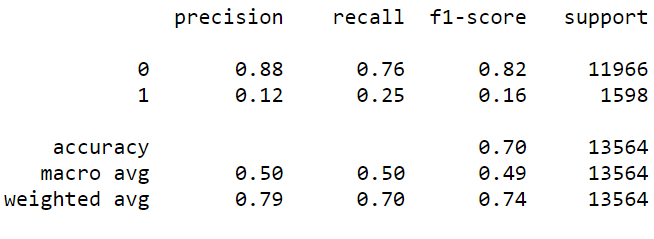 precision recall f1-score support
0 0.88 0.76 0.82 11966
1 0.12 0.25 0.16 1598
accuracy 0.70 13564
macro avg 0.50 0.50 0.49 13564
weighted avg 0.79 0.70 0.74 13564